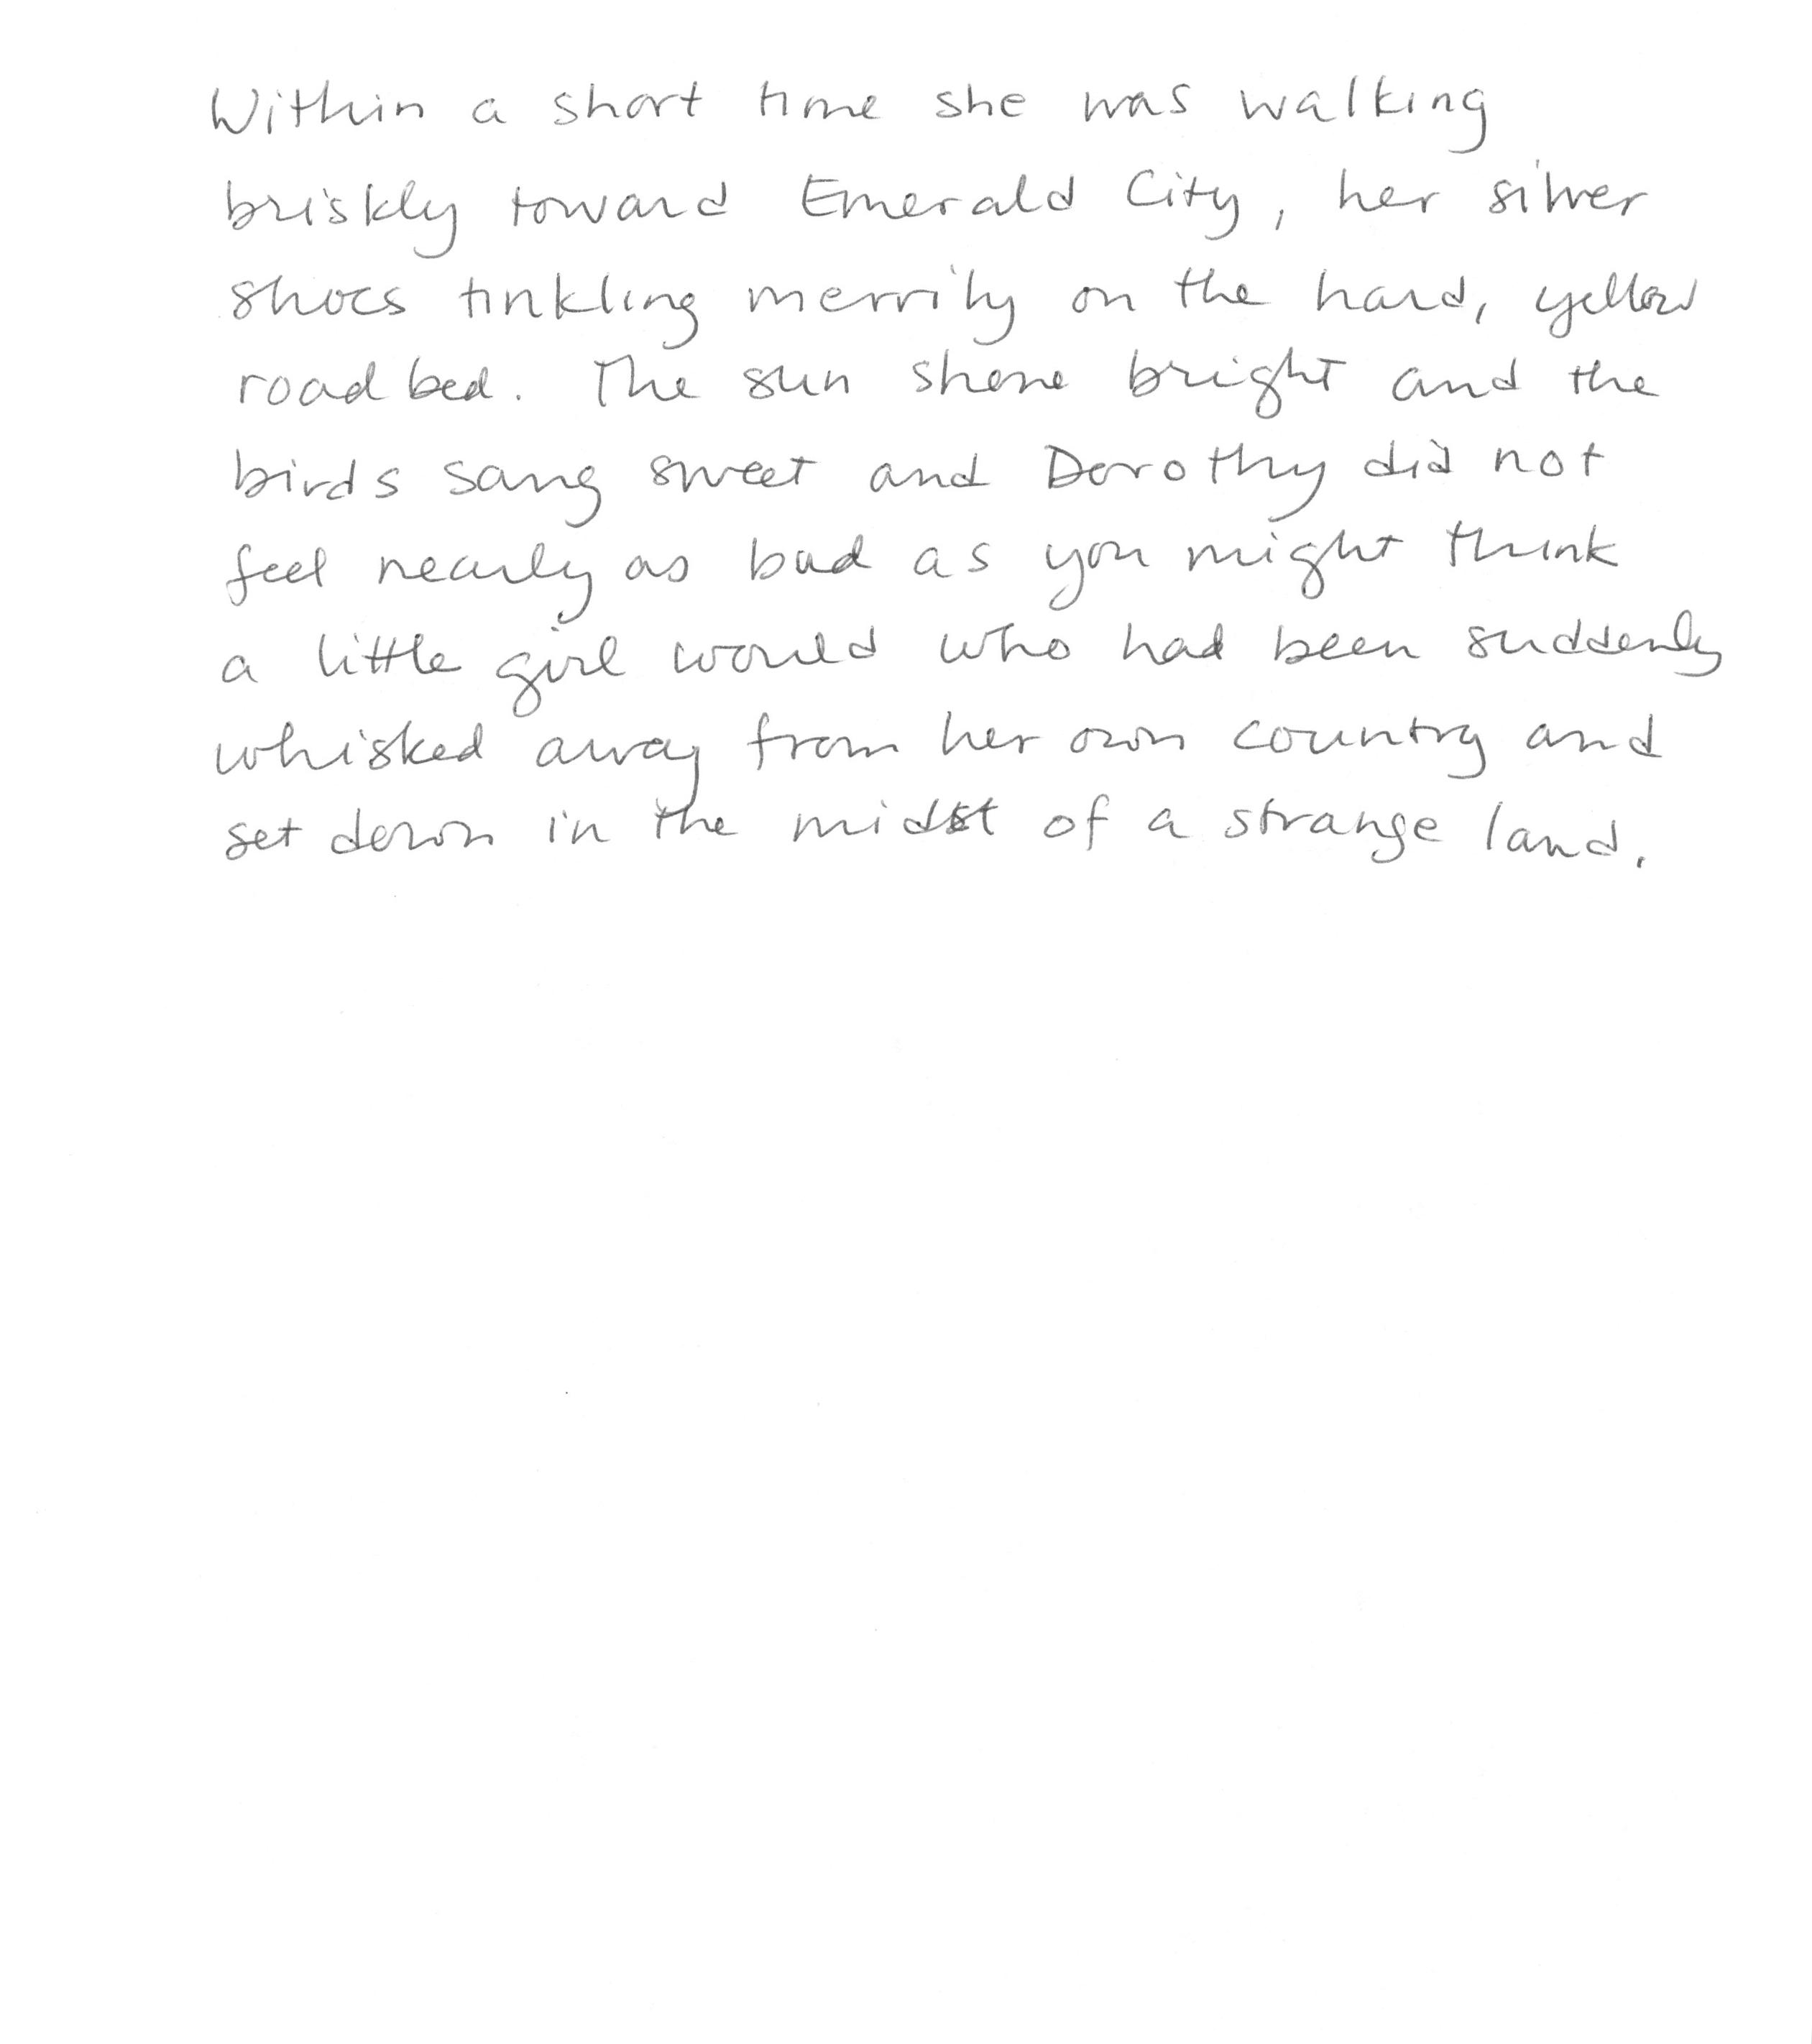 Within a short time she was walking
briskly toward Emerald City, her silver
shoes tinkling merrily on the hard, yellow
road bed. The sun shone bright and the
birds sang sweet and Dorothy did not
feel nearly as bad as you might think
a little girl would who had been suddenly
whisked away from her own country and
set down in the midst of a strange land.